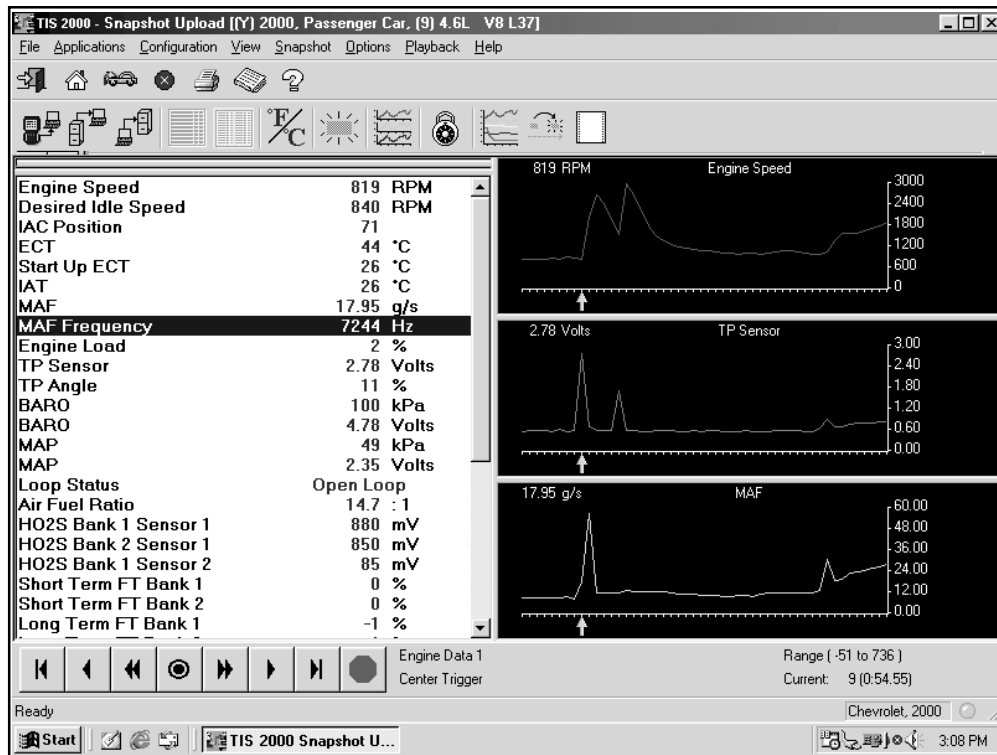 TIS 2000 - Snapshot Upload [(Y) 2000, Passenger Car, (9) 4.6L V8 L37]
File Applications Configuration View Snapshot Options Playback Help
°F/°C
Engine Speed 819 RPM
Desired Idle Speed 840 RPM
IAC Position 71
ECT 44 °C
Start Up ECT 26 °C
IAT 26 °C
MAF 17.95 g/s
MAF Frequency 7244 Hz
Engine Load 2 %
TP Sensor 2.78 Volts
TP Angle 11 %
BARO 100 kPa
BARO 4.78 Volts
MAP 49 kPa
MAP 2.35 Volts
Loop Status Open Loop
Air Fuel Ratio 14.7 : 1
HO2S Bank 1 Sensor 1 880 mV
HO2S Bank 2 Sensor 1 850 mV
HO2S Bank 1 Sensor 2 85 mV
Short Term FT Bank 1 0 %
Short Term FT Bank 2 0 %
Long Term FT Bank 1 -1 %
819 RPM Engine Speed
3000
2400
1800
1200
600
0
2.78 Volts TP Sensor
3.00
2.40
1.80
1.20
0.60
0.00
17.95 g/s MAF
60.00
48.00
36.00
24.00
12.00
0.00
Engine Data 1 Range ( -51 to 736 )
Center Trigger Current: 9 (0:54.55)
Ready Chevrolet, 2000
Start TIS 2000 Snapshot U... 3:08 PM